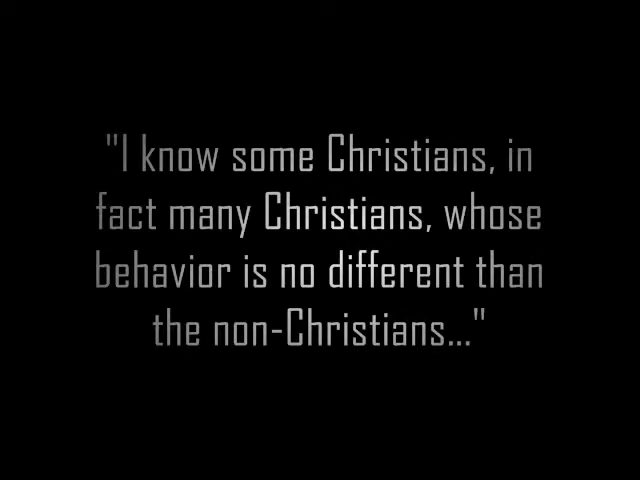 "I know some Christians, in
fact many Christians, whose
behavior is no different than
the non-Christians..."